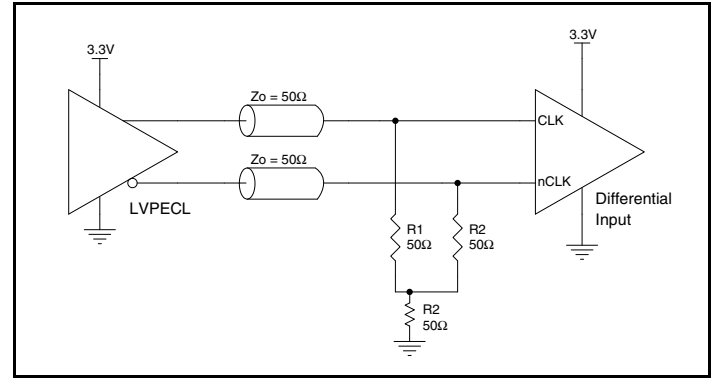 3.3V
3.3V
Zo = 50Ω
CLK
Zo = 50Ω
nCLK
LVPECL
Differential
Input
R1
50Ω
R2
50Ω
R2
50Ω